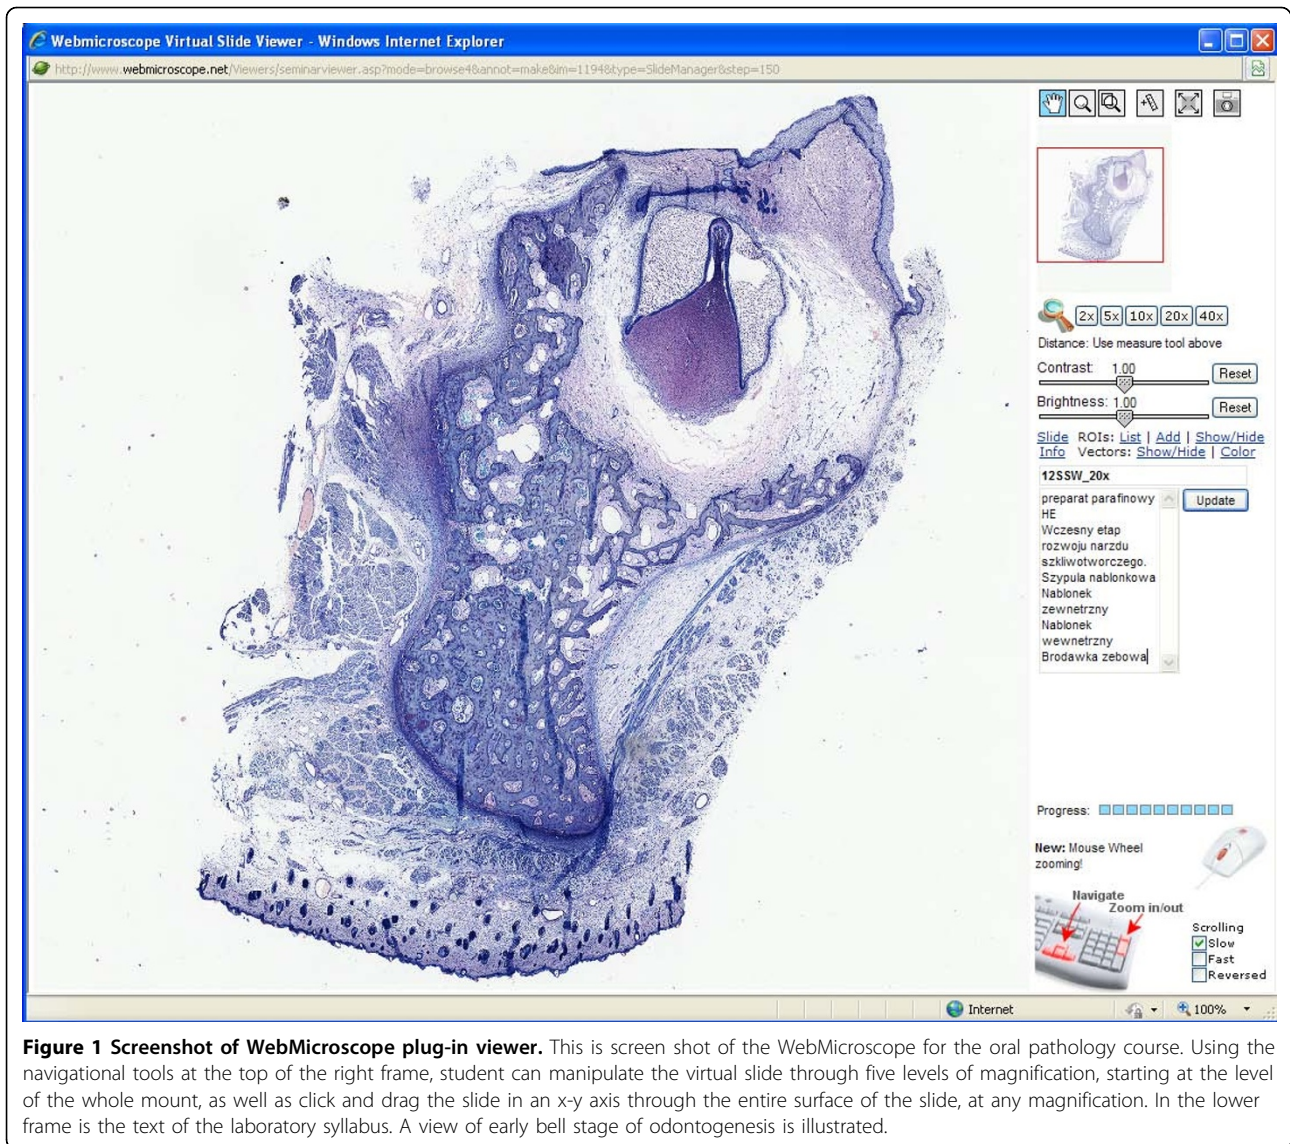 Webmicroscope Virtual Slide Viewer - Windows Internet Explorer
http://www.webmicroscope.net/Viewers/seminarviewer.asp?mode=browse4&annot=make&im=1194&type=SlideManager&step=150
2x 5x 10x 20x 40x
Distance: Use measure tool above
Contrast: 1.00 Reset
Brightness: 1.00 Reset
Slide ROIs: List | Add | Show/Hide
Info Vectors: Show/Hide | Color
12SSW_20x
preparat parafinowy
Update
HE
Wczesny etap
rozwoju narzdu
szkliwotworczego.
Szypula nablonkowa
Nablonek
zewnetrzny
Nablonek
wewnetrzny
Brodawka zebowa
Progress:
New: Mouse Wheel
zooming!
Navigate
Zoom in/out
Scrolling
Slow
Fast
Reversed
Internet
100%
Figure 1 Screenshot of WebMicroscope plug-in viewer. This is screen shot of the WebMicroscope for the oral pathology course. Using the
navigational tools at the top of the right frame, student can manipulate the virtual slide through five levels of magnification, starting at the level
of the whole mount, as well as click and drag the slide in an x-y axis through the entire surface of the slide, at any magnification. In the lower
frame is the text of the laboratory syllabus. A view of early bell stage of odontogenesis is illustrated.